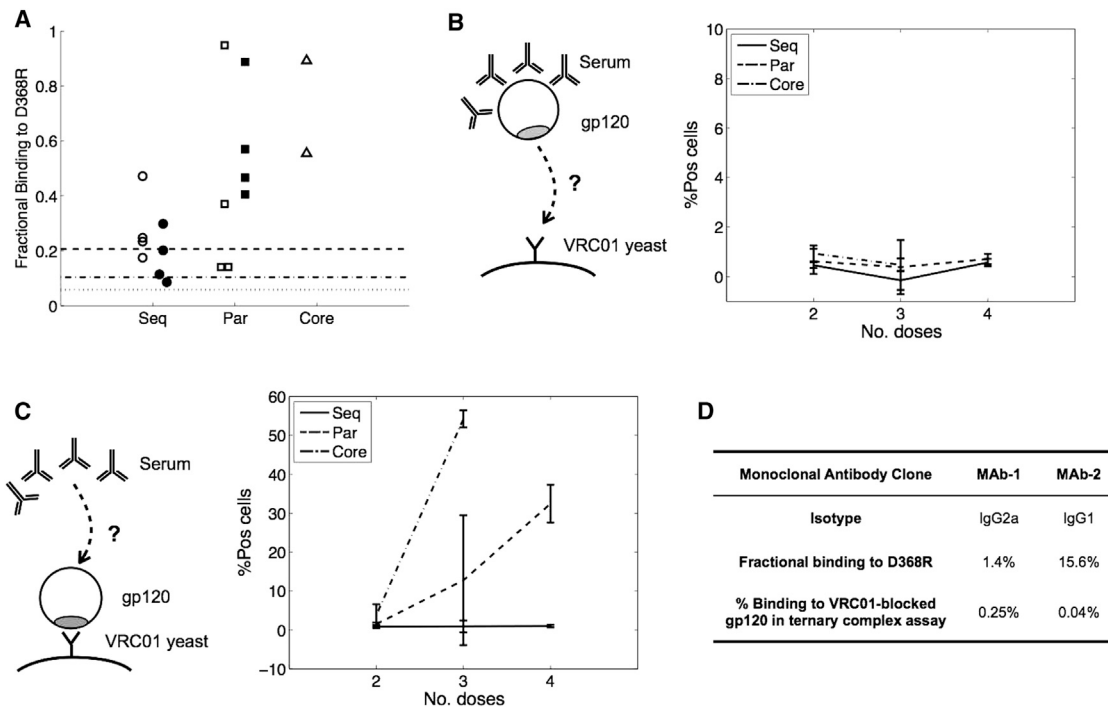 A
Fractional Binding to D368R
1
0.8
0.6
0.4
0.2
0
Seq Par Core
B
Serum
gp120
?
VRC01 yeast
%Pos cells
10
8
6
4
2
0
Seq
Par
Core
2 3 4
No. doses
C
Serum
?
gp120
VRC01 yeast
%Pos cells
60
50
40
30
20
10
0
−10
Seq
Par
Core
2 3 4
No. doses
D
Monoclonal Antibody Clone MAb-1 MAb-2
Isotype IgG2a IgG1
Fractional binding to D368R 1.4% 15.6%
% Binding to VRC01-blocked
gp120 in ternary complex assay 0.25% 0.04%